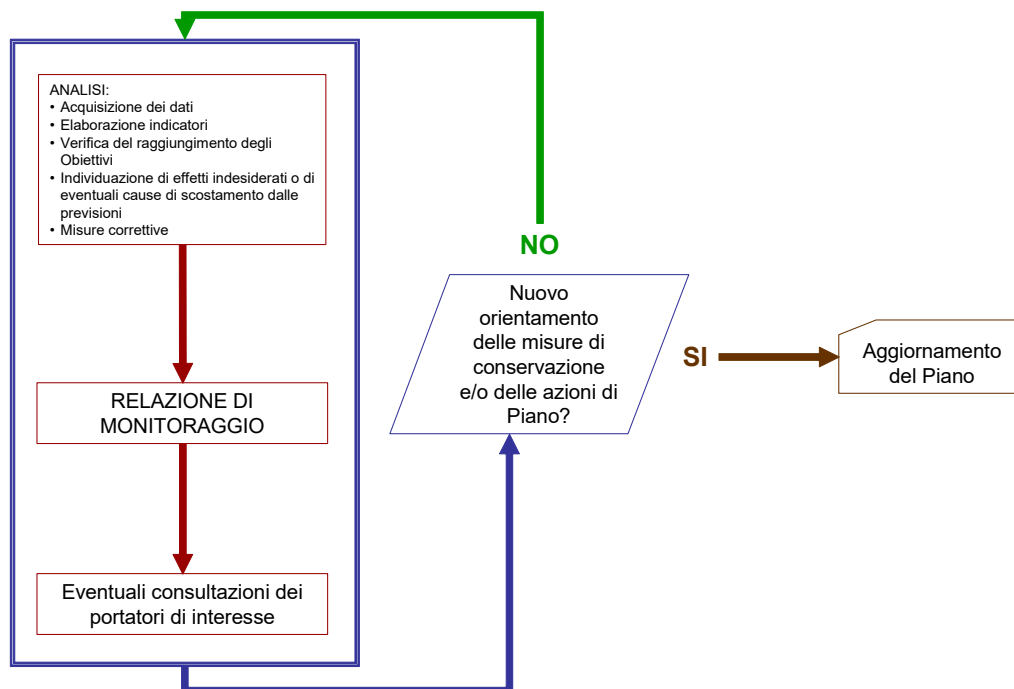 ANALISI:
• Acquisizione dei dati
• Elaborazione indicatori
• Verifica del raggiungimento degli
Obiettivi
• Individuazione di effetti indesiderati o di
eventuali cause di scostamento dalle
previsioni
• Misure correttive
RELAZIONE DI
MONITORAGGIO
Eventuali consultazioni dei
portatori di interesse
NO
Nuovo
orientamento
delle misure di
conservazione
e/o delle azioni di
Piano?
SI
Aggiornamento
del Piano